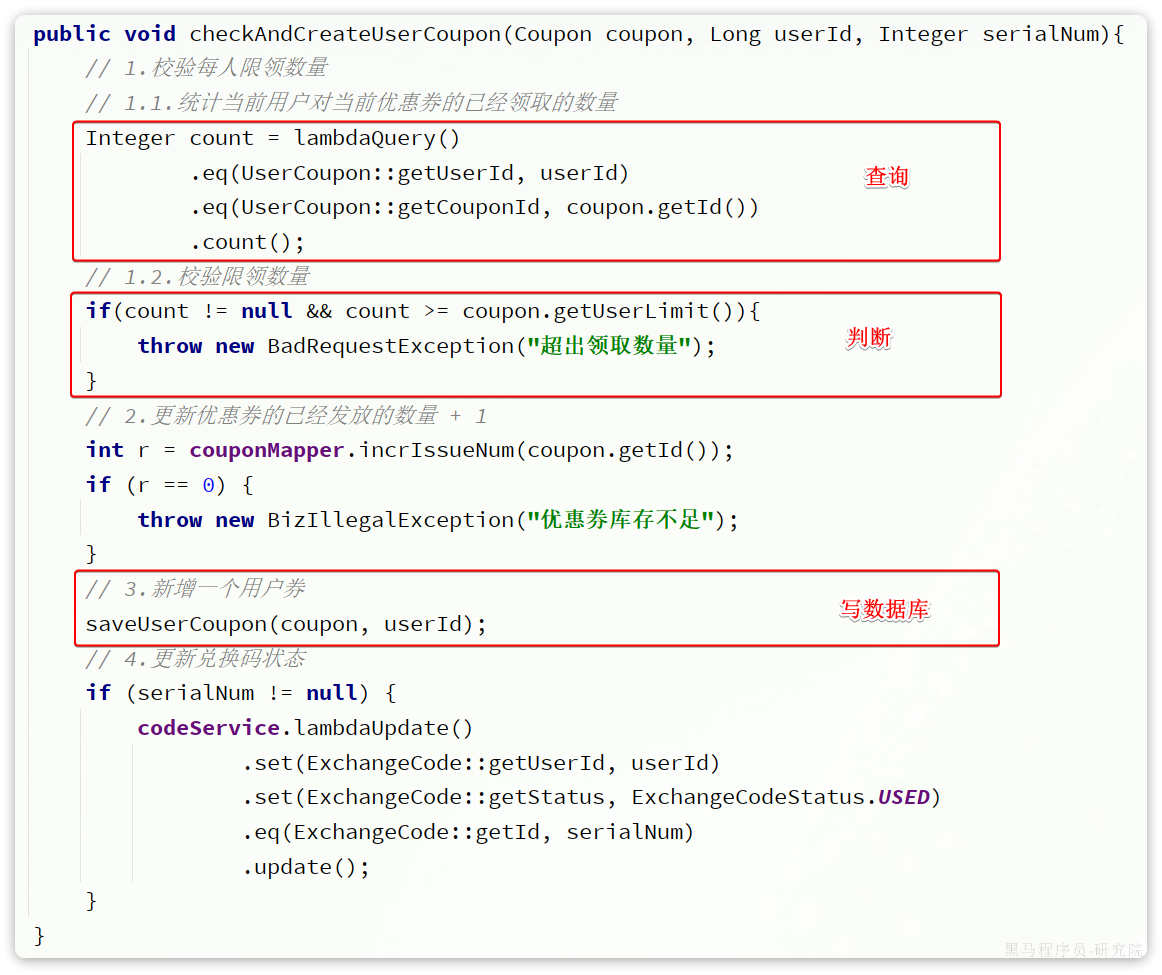 public void checkAndCreateUserCoupon(Coupon coupon, Long userId, Integer serialNum){
// 1.校验每人限领数量
// 1.1.统计当前用户对当前优惠券的已经领取的数量
Integer count = lambdaQuery()
.eq(UserCoupon::getUserId, userId)
查询
.eq(UserCoupon::getCouponId, coupon.getId())
.count();
// 1.2.校验限领数量
if(count != null && count >= coupon.getUserLimit()){
throw new BadRequestException("超出领取数量");
判断
}
// 2.更新优惠券的已经发放的数量 + 1
int r = couponMapper.incrIssueNum(coupon.getId());
if (r == 0) {
throw new BizIllegalException("优惠券库存不足");
}
// 3.新增一个用户券
saveUserCoupon(coupon, userId);
写数据库
// 4.更新兑换码状态
if (serialNum != null) {
codeService.lambdaUpdate()
.set(ExchangeCode::getUserId, userId)
.set(ExchangeCode::getStatus, ExchangeCodeStatus.USED)
.eq(ExchangeCode::getId, serialNum)
.update();
}
}
黑马程序员-研究院